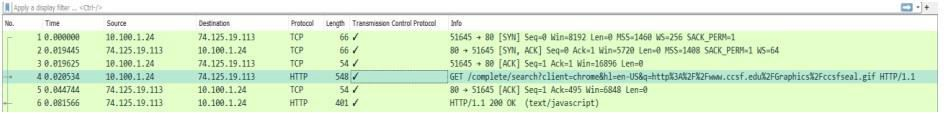 Apply a display filter ... <Ctrl-/>
No. Time Source Destination Protocol Length Transmission Control Protocol Info
1 0.000000 10.100.1.24 74.125.19.113 TCP 66 ✓ 51645 → 80 [SYN] Seq=0 Win=8192 Len=0 MSS=1460 WS=256 SACK_PERM=1
2 0.019445 74.125.19.113 10.100.1.24 TCP 66 ✓ 80 → 51645 [SYN, ACK] Seq=0 Ack=1 Win=5720 Len=0 MSS=1408 SACK_PERM=1 WS=64
3 0.019625 10.100.1.24 74.125.19.113 TCP 54 ✓ 51645 → 80 [ACK] Seq=1 Ack=1 Win=16896 Len=0
4 0.020534 10.100.1.24 74.125.19.113 HTTP 548 ✓ GET /complete/search?client=chrome&hl=en-US&q=http%3A%2F%2Fwww.ccsf.edu%2FGraphics%2Fccsfseal.gif HTTP/1.1
5 0.044744 74.125.19.113 10.100.1.24 TCP 54 ✓ 80 → 51645 [ACK] Seq=1 Ack=495 Win=6848 Len=0
6 0.081566 74.125.19.113 10.100.1.24 HTTP 401 ✓ HTTP/1.1 200 OK (text/javascript)